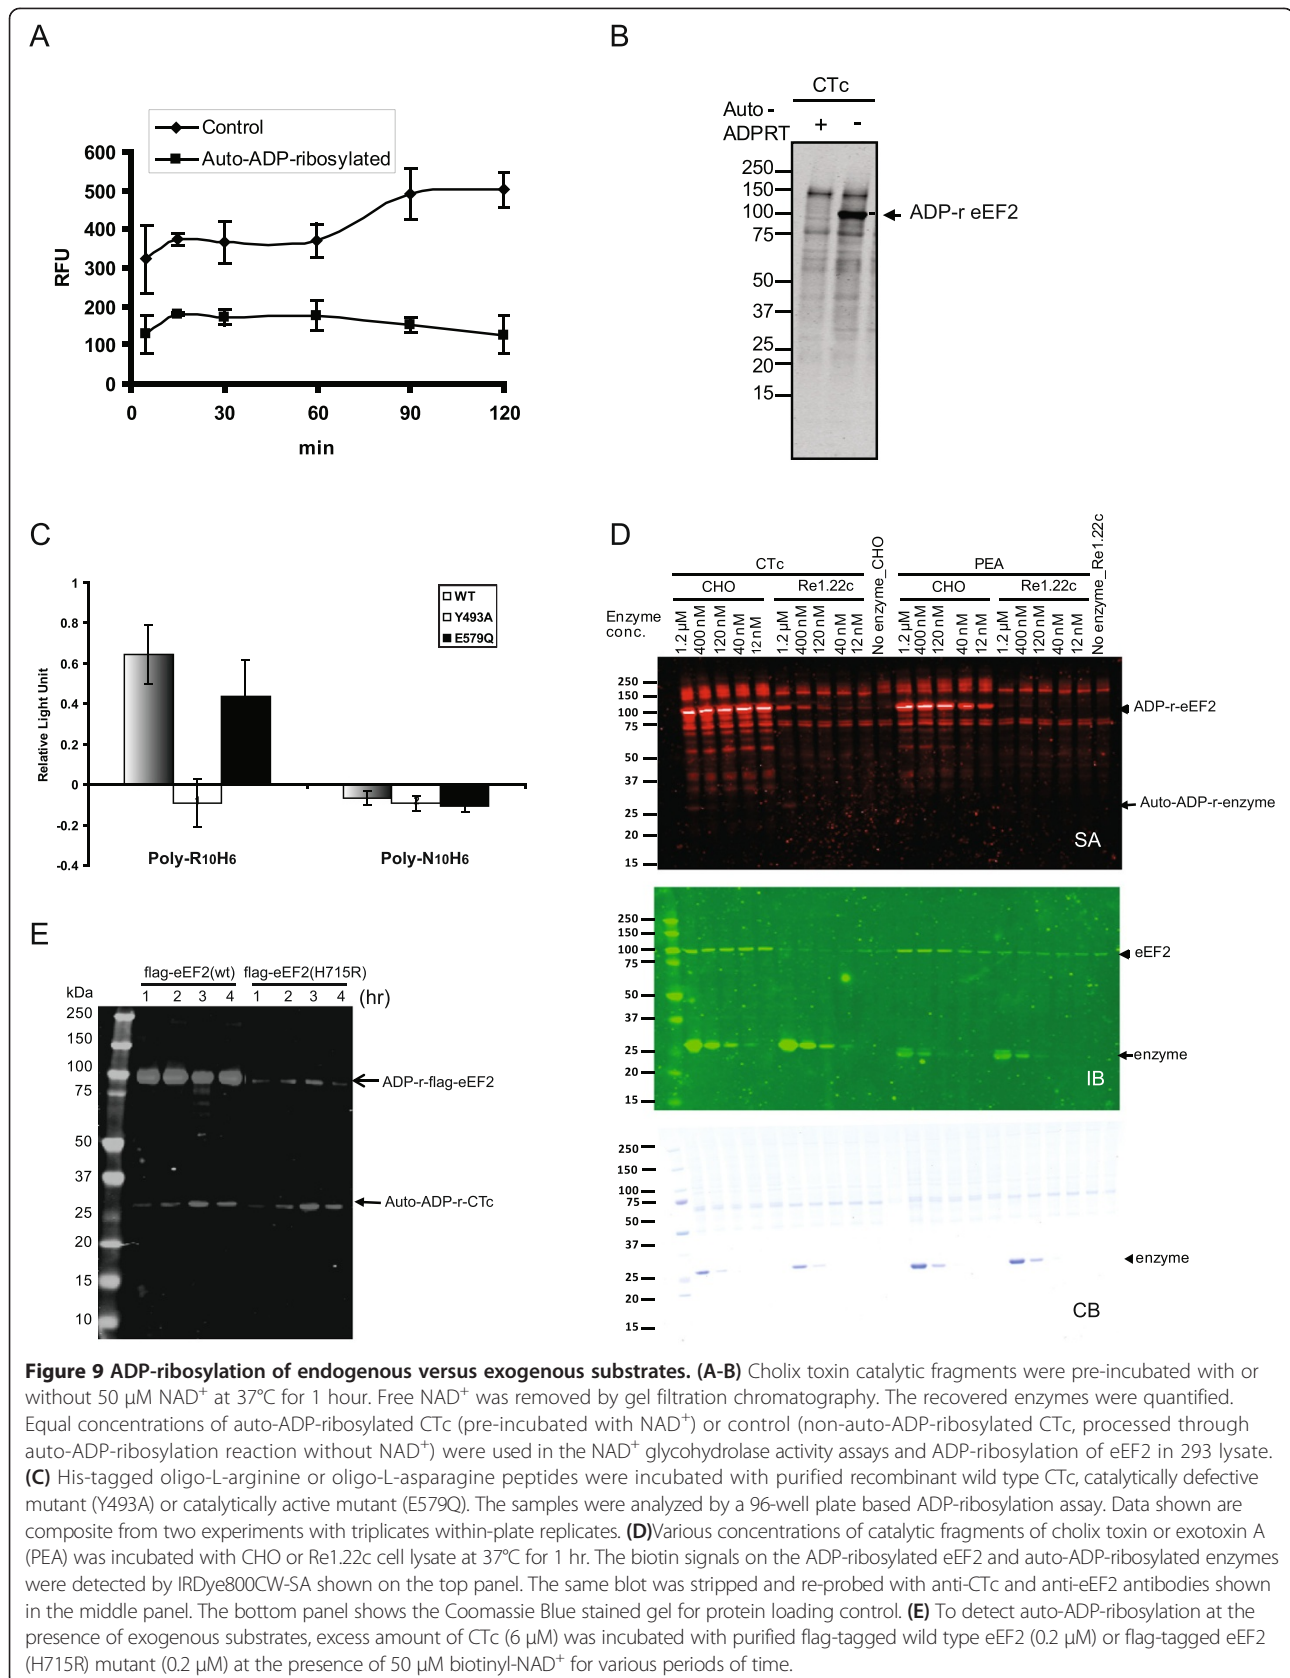 A
Control
Auto-ADP-ribosylated
600
500
400
300
200
100
0
RFU
0 30 60 90 120
min
B
CTc
Auto -
ADPRT + -
250
150
100
75
50
37
25
20
15
ADP-r eEF2
C
1
0.8
0.6
0.4
0.2
0
-0.2
-0.4
Relative Light Unit
WT
Y493A
E579Q
Poly-R10H6 Poly-N10H6
D
CTc PEA
CHO Re1.22c CHO Re1.22c
Enzyme
conc.
1.2 µM 400 nM 120 nM 40 nM 12 nM 1.2 µM 400 nM 120 nM 40 nM 12 nM No enzyme_CHO 1.2 µM 400 nM 120 nM 40 nM 12 nM 1.2 µM 400 nM 120 nM 40 nM 12 nM No enzyme_Re1.22c
250
150
100
75
50
37
25
20
15
ADP-r-eEF2
Auto-ADP-r-enzyme
SA
250
150
100
75
50
37
25
20
15
eEF2
enzyme
IB
250
150
100
75
50
37
25
20
15
enzyme
CB
E
flag-eEF2(wt) flag-eEF2(H715R)
kDa 1 2 3 4 1 2 3 4 (hr)
250
150
100
75
50
37
25
20
15
10
ADP-r-flag-eEF2
Auto-ADP-r-CTc
Figure 9 ADP-ribosylation of endogenous versus exogenous substrates. (A-B) Cholix toxin catalytic fragments were pre-incubated with or
without 50 µM NAD+ at 37°C for 1 hour. Free NAD+ was removed by gel filtration chromatography. The recovered enzymes were quantified.
Equal concentrations of auto-ADP-ribosylated CTc (pre-incubated with NAD+) or control (non-auto-ADP-ribosylated CTc, processed through
auto-ADP-ribosylation reaction without NAD+) were used in the NAD+ glycohydrolase activity assays and ADP-ribosylation of eEF2 in 293 lysate.
(C) His-tagged oligo-L-arginine or oligo-L-asparagine peptides were incubated with purified recombinant wild type CTc, catalytically defective
mutant (Y493A) or catalytically active mutant (E579Q). The samples were analyzed by a 96-well plate based ADP-ribosylation assay. Data shown are
composite from two experiments with triplicates within-plate replicates. (D)Various concentrations of catalytic fragments of cholix toxin or exotoxin A
(PEA) was incubated with CHO or Re1.22c cell lysate at 37°C for 1 hr. The biotin signals on the ADP-ribosylated eEF2 and auto-ADP-ribosylated enzymes
were detected by IRDye800CW-SA shown on the top panel. The same blot was stripped and re-probed with anti-CTc and anti-eEF2 antibodies shown
in the middle panel. The bottom panel shows the Coomassie Blue stained gel for protein loading control. (E) To detect auto-ADP-ribosylation at the
presence of exogenous substrates, excess amount of CTc (6 µM) was incubated with purified flag-tagged wild type eEF2 (0.2 µM) or flag-tagged eEF2
(H715R) mutant (0.2 µM) at the presence of 50 µM biotinyl-NAD+ for various periods of time.